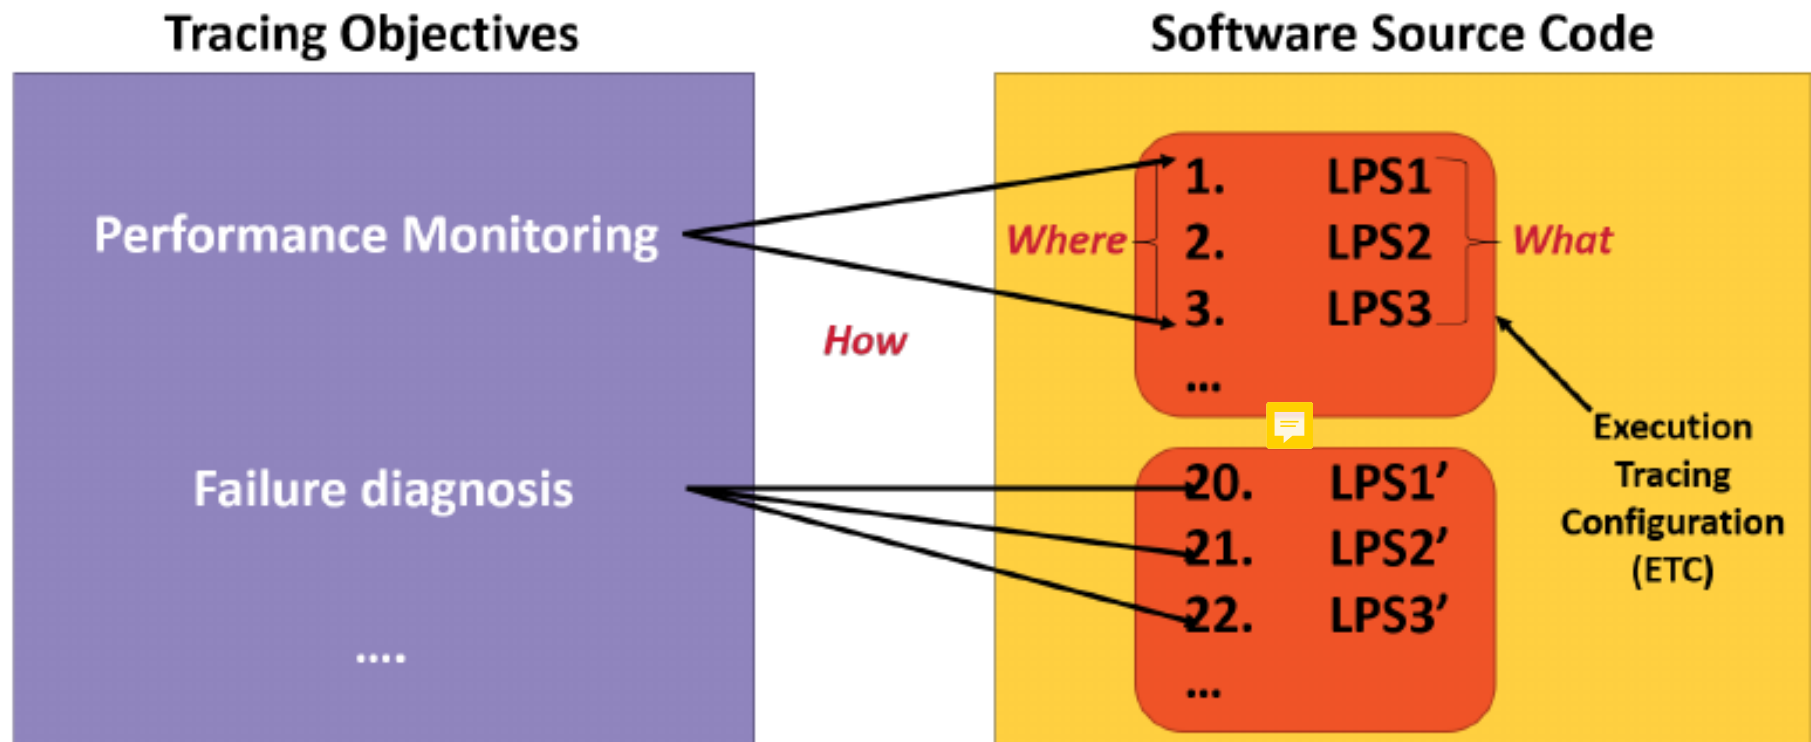 Tracing Objectives
Software Source Code
Performance Monitoring
Failure diagnosis
....
How
Where
What
1. LPS1
2. LPS2
3. LPS3
...
20. LPS1’
21. LPS2’
22. LPS3’
...
Execution
Tracing
Configuration
(ETC)